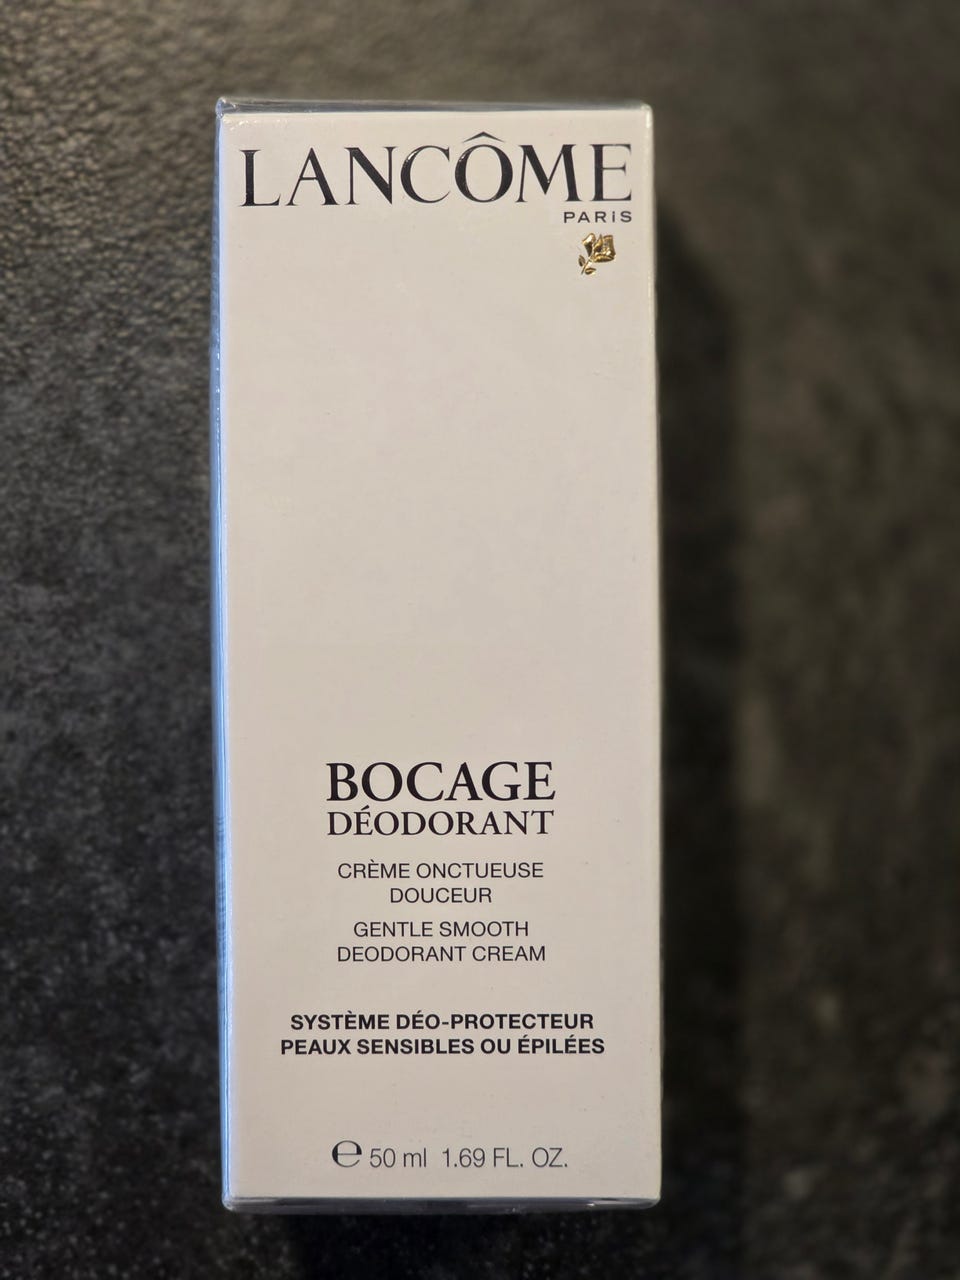 LANCÔME
PARiS
BOCAGE
DÉODORANT
CRÈME ONCTUEUSE
DOUCEUR
GENTLE SMOOTH
DEODORANT CREAM
SYSTÈME DÉO-PROTECTEUR
PEAUX SENSIBLES OU ÉPILÉES
℮ 50 ml 1.69 FL. OZ.